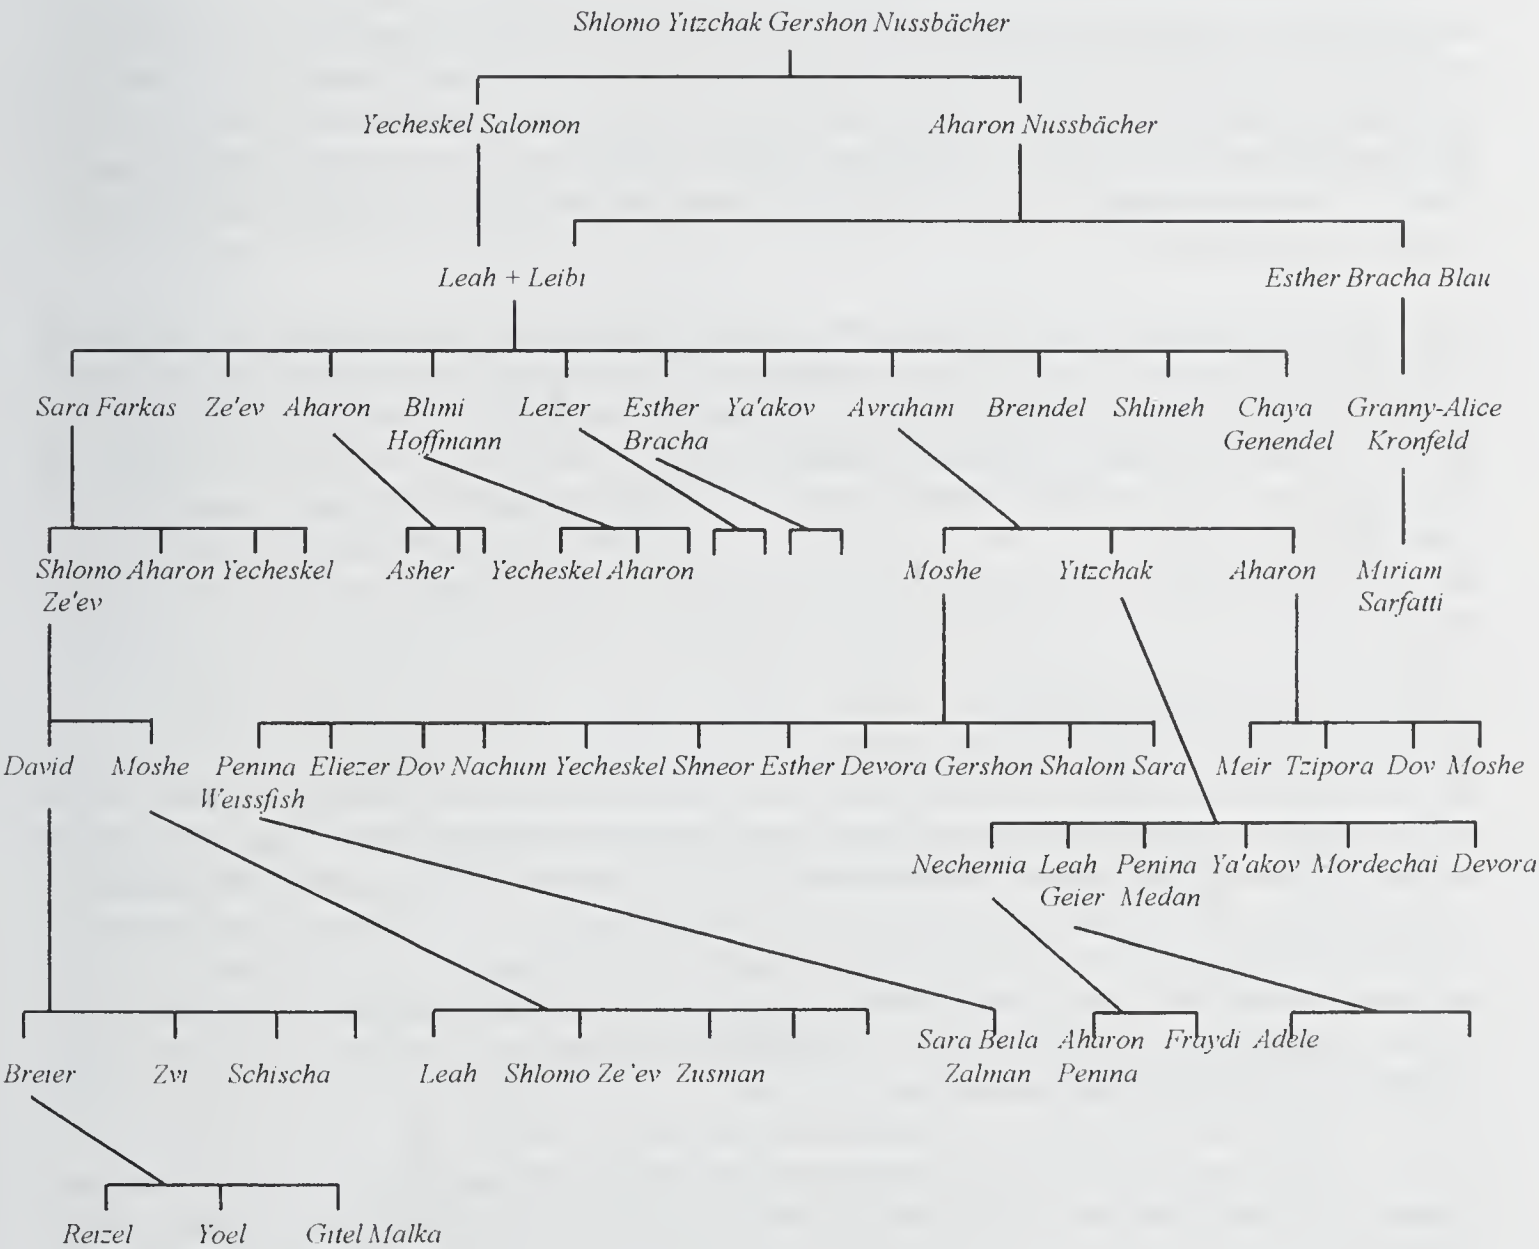 Shlomo Yitzchak Gershon Nussbächer
Yecheskel Salomon Aharon Nussbächer
Leah + Leibi Esther Bracha Blau
Sara Farkas Ze'ev Aharon Blimi Leizer Esther Ya'akov Avraham Breindel Shlimeh Chaya Granny-Alice
Hoffmann Bracha Genendel Kronfeld
Shlomo Aharon Yecheskel Asher Yecheskel Aharon Moshe Yitzchak Aharon Miriam
Ze'ev Sarfatti
David Moshe Penina Eliezer Dov Nachum Yecheskel Shneor Esther Devora Gershon Shalom Sara Meir Tzipora Dov Moshe
Weissfish
Nechemia Leah Penina Ya'akov Mordechai Devora
Geier Medan
Sara Beila Aharon Fraydi Adele
Breier Zvi Schischa Leah Shlomo Ze'ev Zusman Zalman Penina
Reizel Yoel Gitel Malka